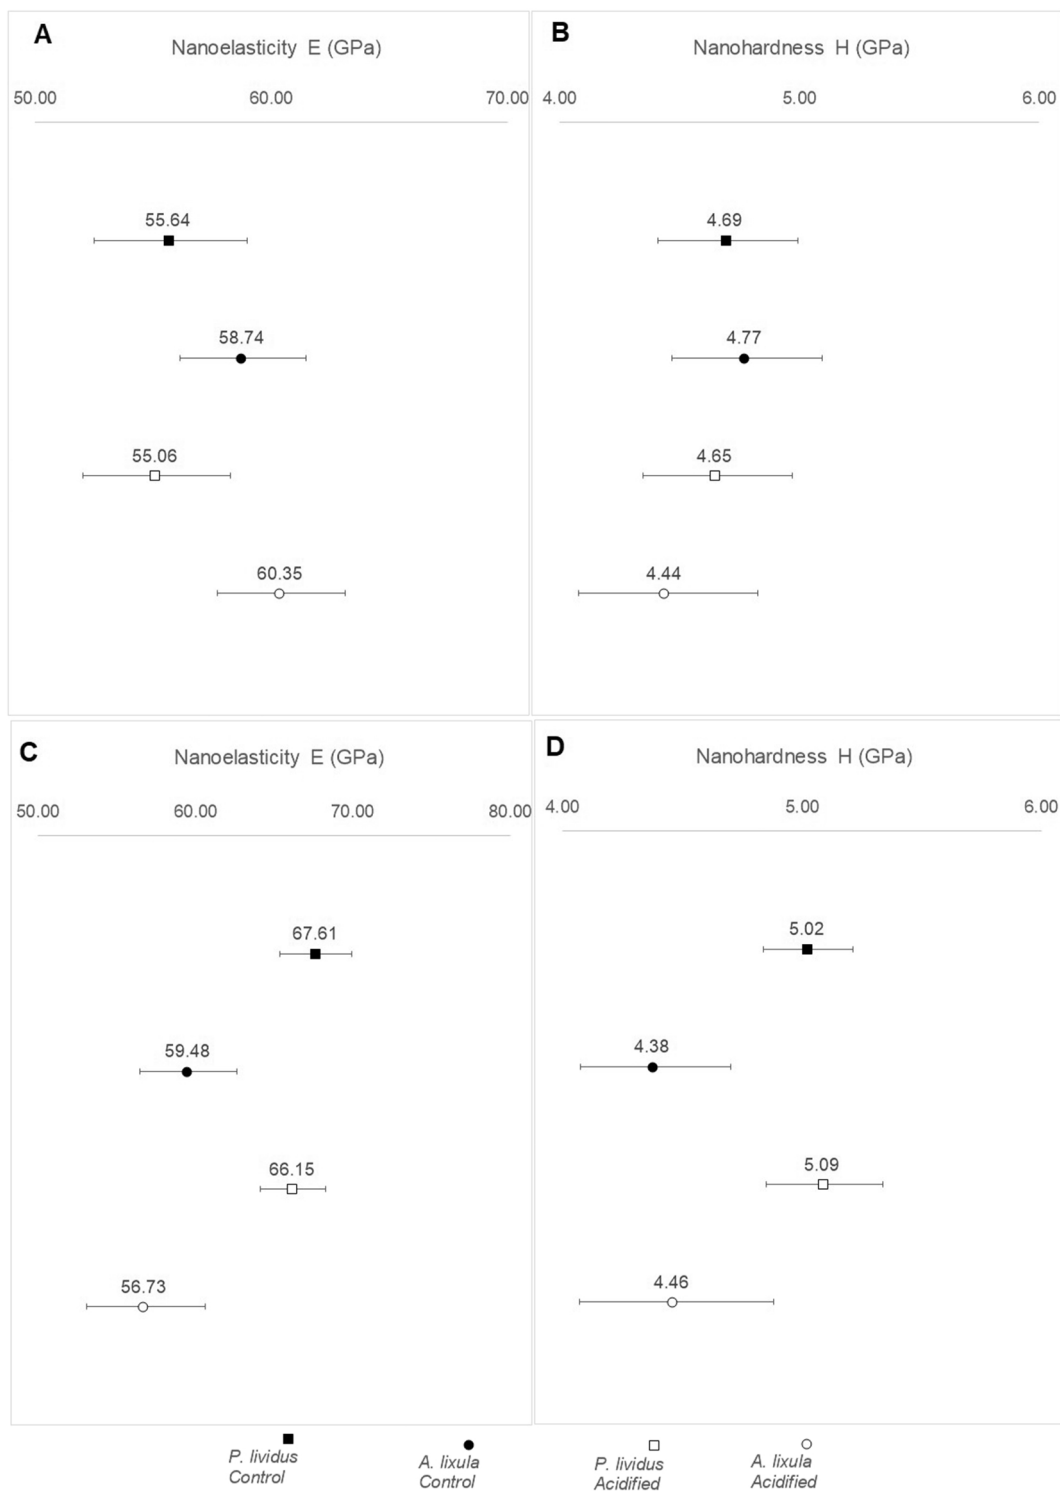 A
Nanoelasticity E (GPa)
50.00 60.00 70.00
55.64
58.74
55.06
60.35
B
Nanohardness H (GPa)
4.00 5.00 6.00
4.69
4.77
4.65
4.44
C
Nanoelasticity E (GPa)
50.00 60.00 70.00 80.00
67.61
59.48
66.15
56.73
D
Nanohardness H (GPa)
4.00 5.00 6.00
5.02
4.38
5.09
4.46
P. lividus
Control
A. lixula
Control
P. lividus
Acidified
A. lixula
Acidified